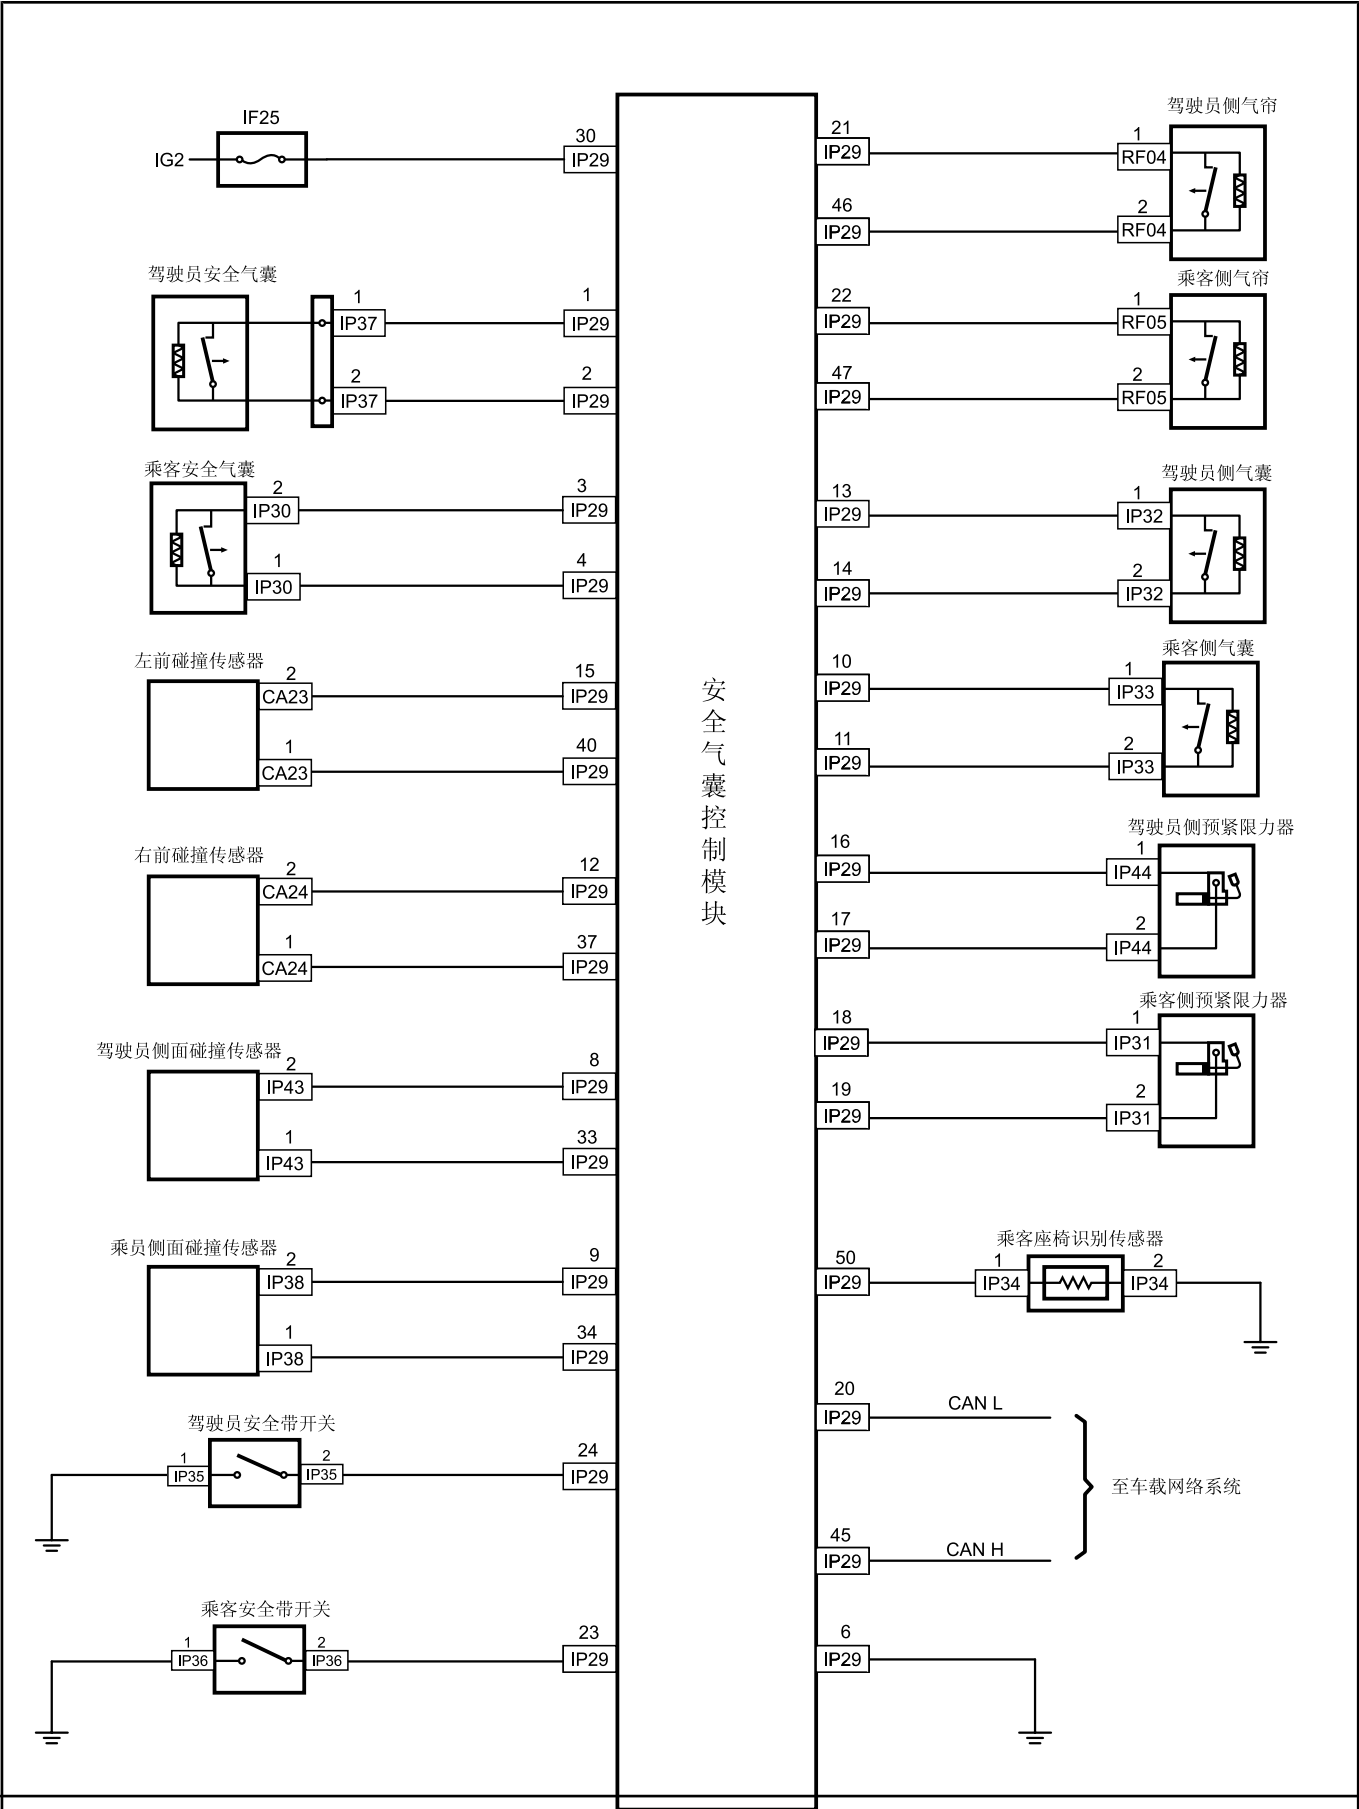 IF25
IG2
30
IP29
驾驶员安全气囊
1
IP37
1
IP29
2
IP37
2
IP29
乘客安全气囊
2
IP30
3
IP29
1
IP30
4
IP29
左前碰撞传感器
2
CA23
15
IP29
1
CA23
40
IP29
右前碰撞传感器
2
CA24
12
IP29
1
CA24
37
IP29
驾驶员侧面碰撞传感器
2
IP43
8
IP29
1
IP43
33
IP29
乘员侧面碰撞传感器
2
IP38
9
IP29
1
IP38
34
IP29
驾驶员安全带开关
1
IP35
2
IP35
24
IP29
乘客安全带开关
1
IP36
2
IP36
23
IP29
安全气囊控制模块
驾驶员侧气帘
21
IP29
1
RF04
46
IP29
2
RF04
乘客侧气帘
22
IP29
1
RF05
47
IP29
2
RF05
驾驶员侧气囊
13
IP29
1
IP32
14
IP29
2
IP32
乘客侧气囊
10
IP29
1
IP33
11
IP29
2
IP33
驾驶员侧预紧限力器
16
IP29
1
IP44
17
IP29
2
IP44
乘客侧预紧限力器
18
IP29
1
IP31
19
IP29
2
IP31
乘客座椅识别传感器
50
IP29
1
IP34
2
IP34
20
IP29
CAN L
至车载网络系统
45
IP29
CAN H
6
IP29